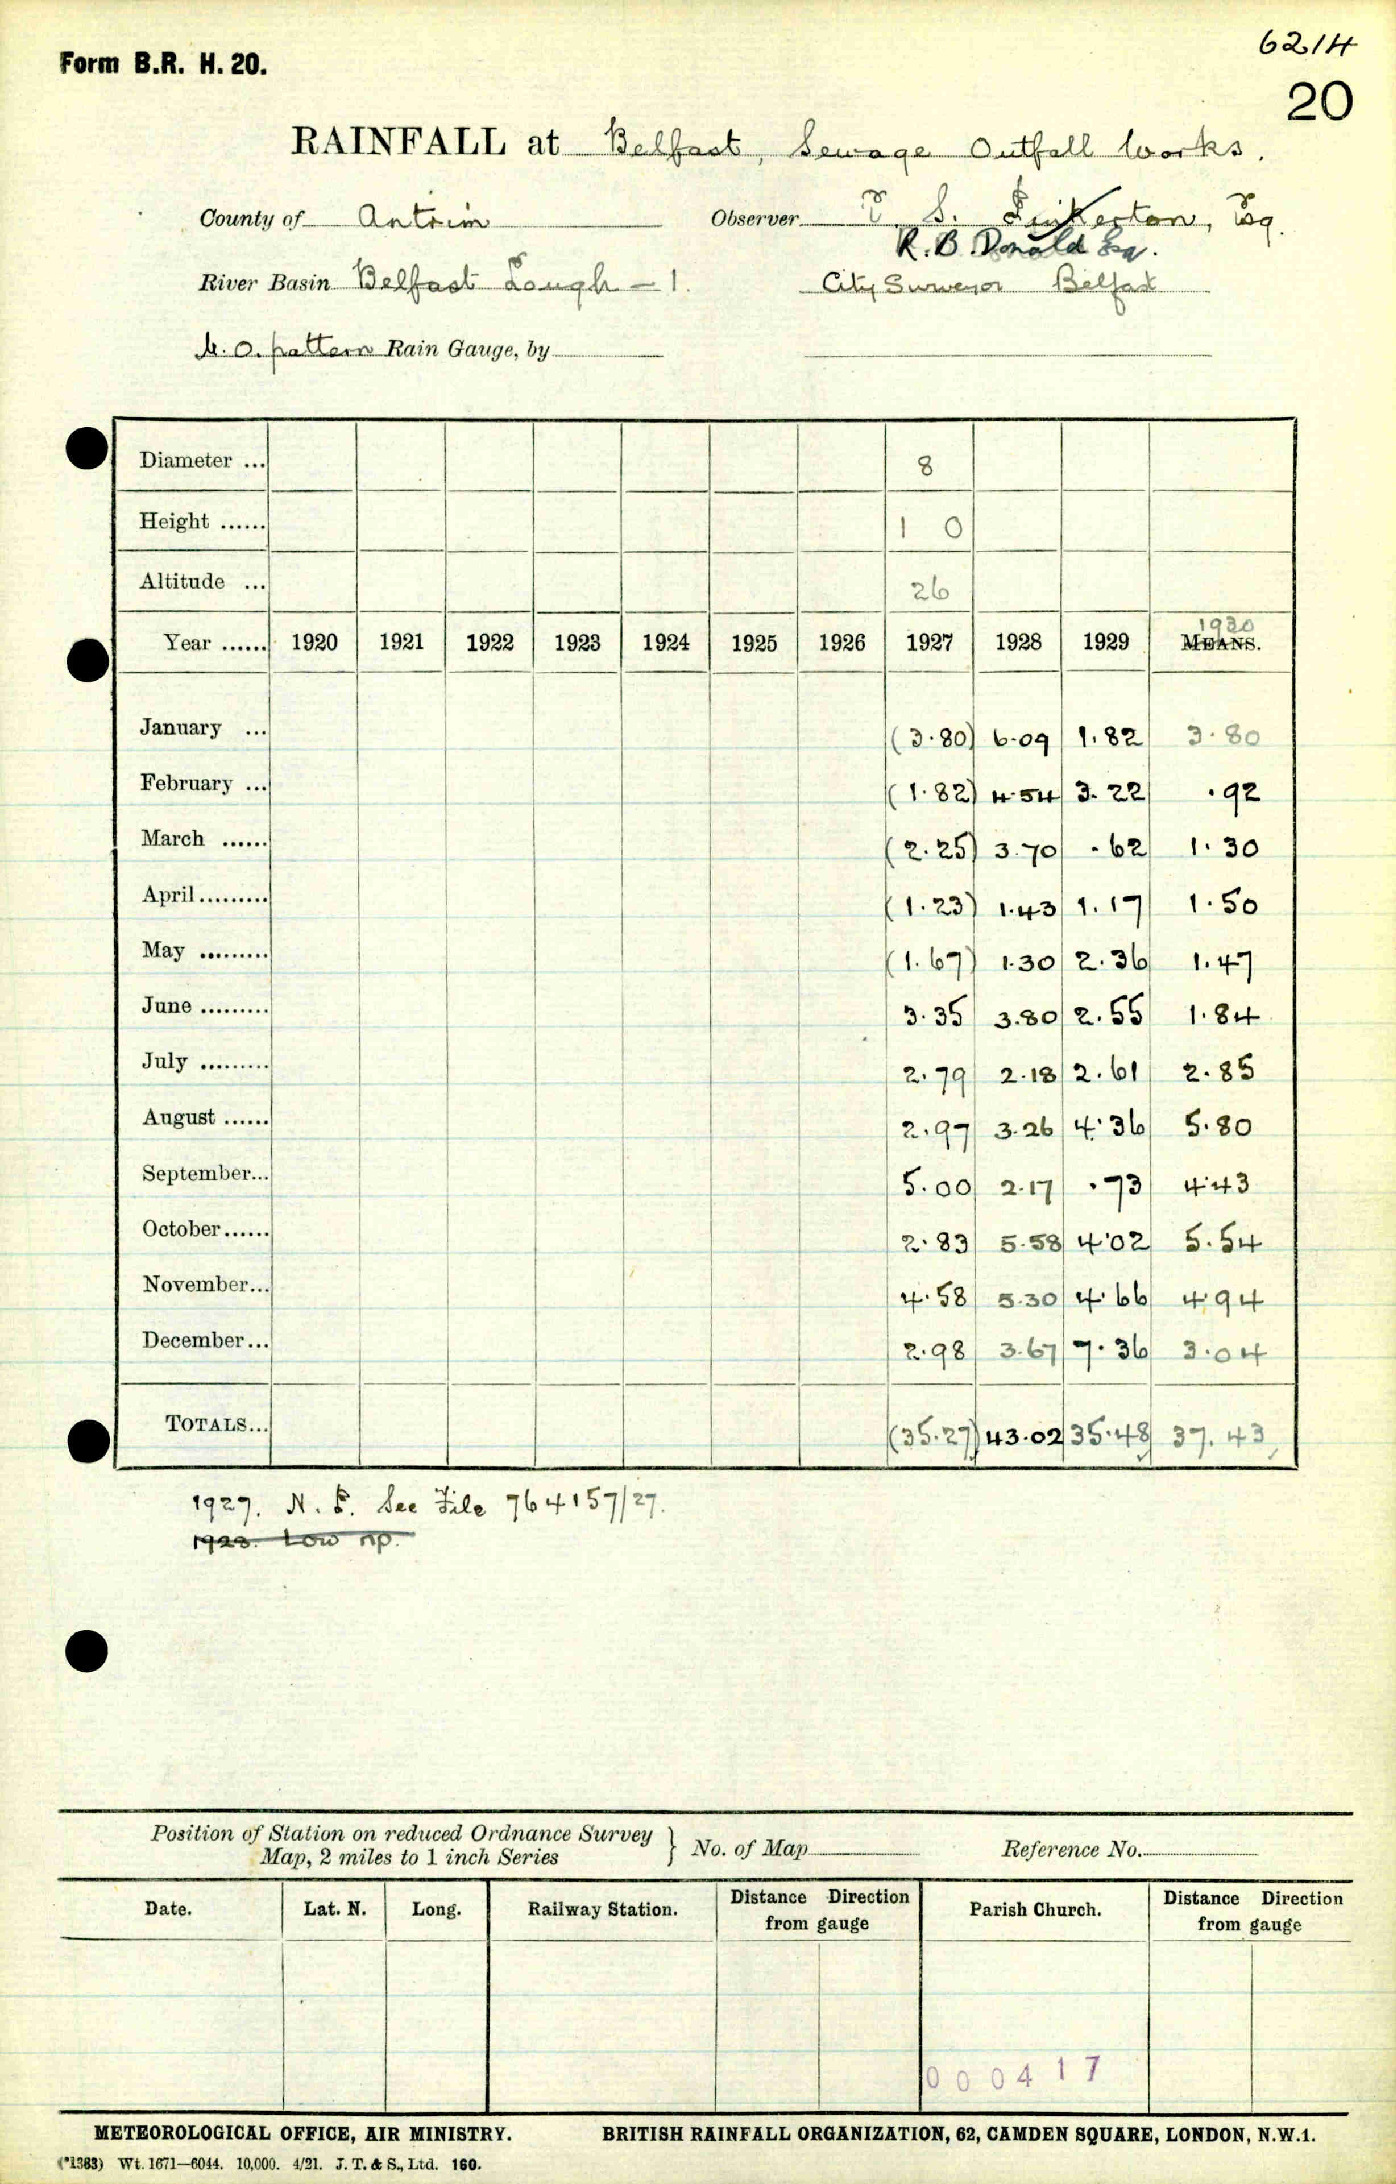 6214
Form B.R. H. 20.
20
RAINFALL at Belfast, Sewage Outfall Works.
County of Antrim Observer T. S. Pinkerton, Esq.
R. B. Donald Esq.
River Basin Belfast Lough - 1. City Surveyor Belfast
M. O. pattern Rain Gauge, by
Diameter ... 8
Height ...... 1 0
Altitude ... 26
1930
Year ...... 1920 1921 1922 1923 1924 1925 1926 1927 1928 1929 MEANS.
January ... (3.80) 6.09 1.82 3.80
February ... (1.82) 4.54 3.22 .92
March ...... (2.25) 3.70 .62 1.30
April ......... (1.23) 1.43 1.17 1.50
May ......... (1.67) 1.30 2.36 1.47
June ......... 3.35 3.80 2.55 1.84
July ......... 2.79 2.18 2.61 2.85
August ...... 2.97 3.26 4.36 5.80
September... 5.00 2.17 .73 4.43
October ...... 2.83 5.58 4.02 5.54
November... 4.58 5.30 4.66 4.94
December... 2.98 3.67 7.36 3.04
TOTALS... (35.27) 43.02 35.48 37.43
1927. N. P. See File 764157/27.
1928. Low np.
Position of Station on reduced Ordnance Survey
Map, 2 miles to 1 inch Series } No. of Map Reference No.
Date. Lat. N. Long. Railway Station. Distance Direction from gauge Parish Church. Distance Direction from gauge
000417
METEOROLOGICAL OFFICE, AIR MINISTRY. BRITISH RAINFALL ORGANIZATION, 62, CAMDEN SQUARE, LONDON, N.W.1.
(*1383) Wt. 1671—6044. 10,000. 4/21. J. T. & S., Ltd. 160.